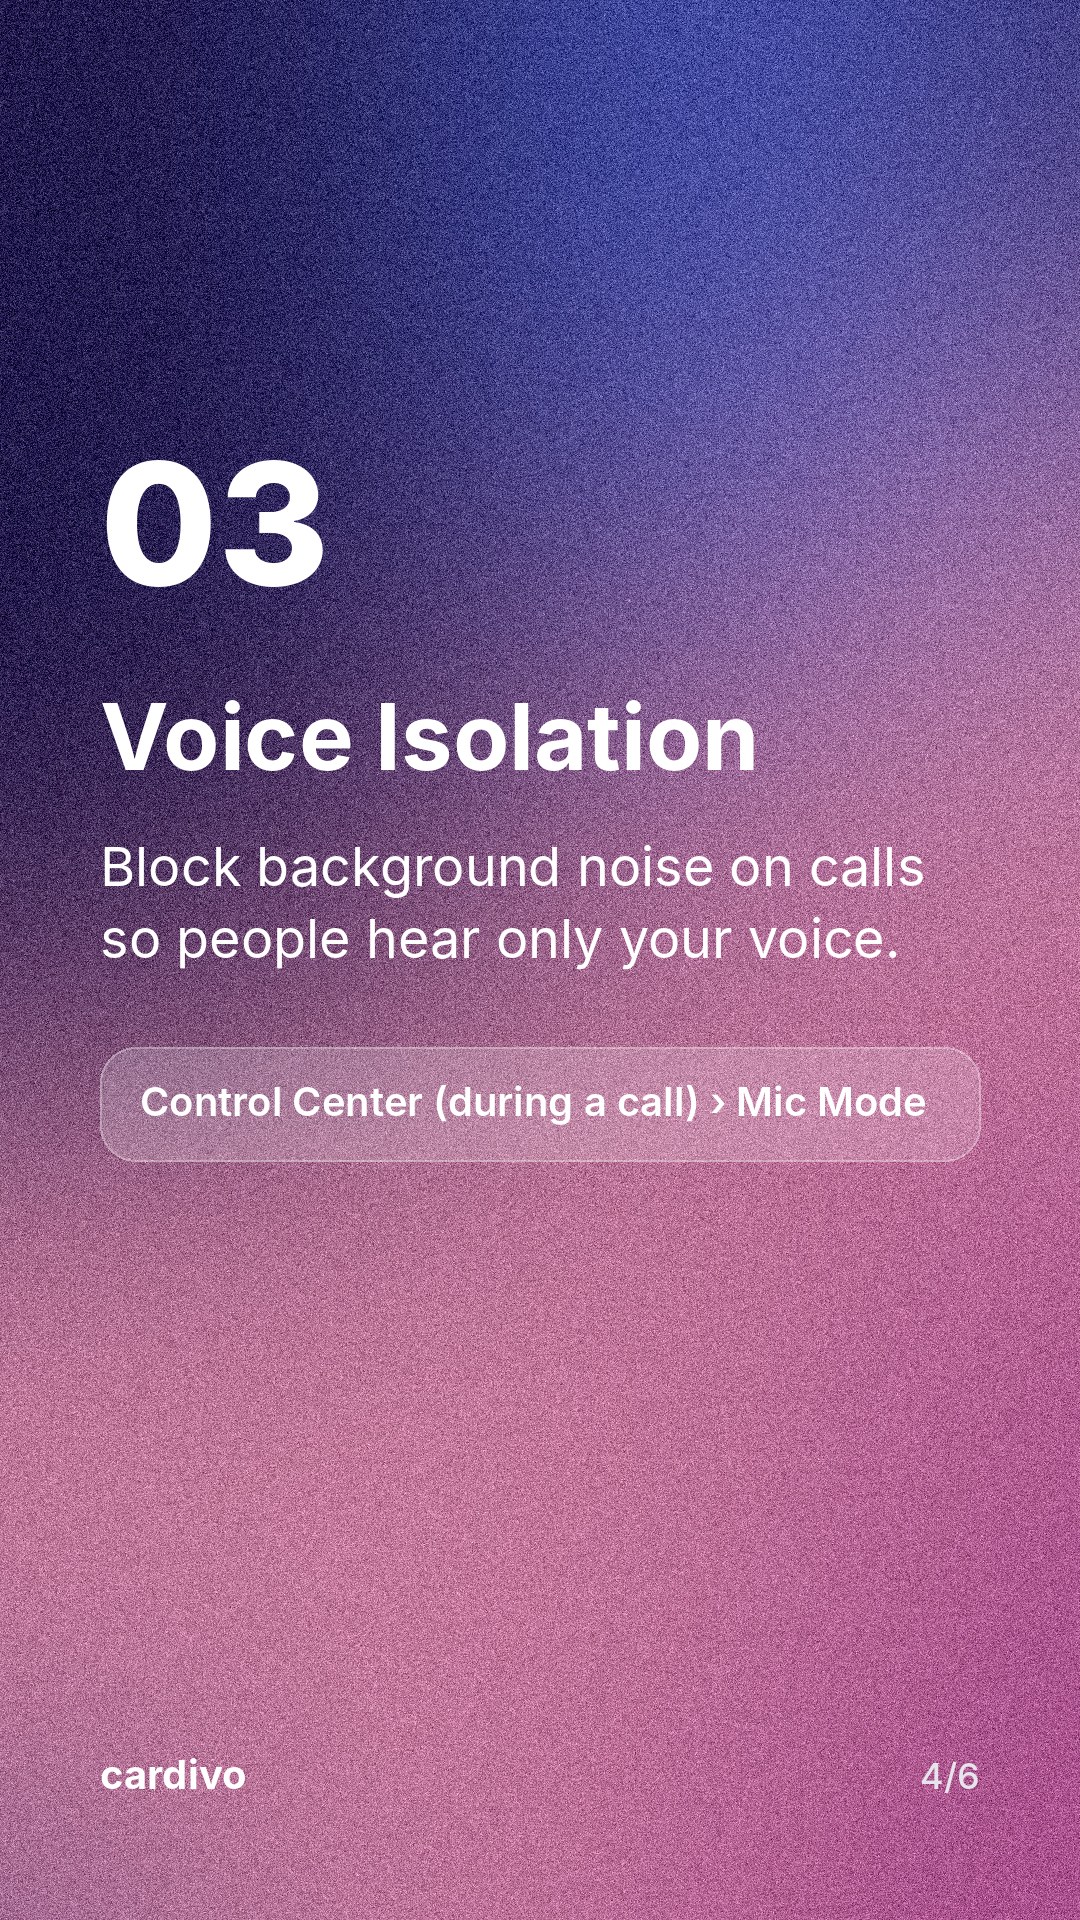 03
Voice Isolation
Block background noise on calls
so people hear only your voice.
Control Center (during a call) › Mic Mode
cardivo
4/6